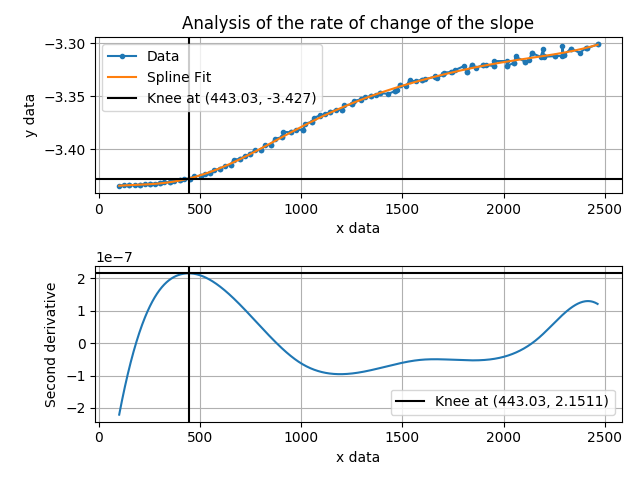 Analysis of the rate of change of the slope
−3.30
−3.35
−3.40
y data
Data
Spline Fit
Knee at (443.03, -3.427)
0 500 1000 1500 2000 2500
x data
1e−7
2
1
0
−1
−2
Second derivative
Knee at (443.03, 2.1511)
0 500 1000 1500 2000 2500
x data